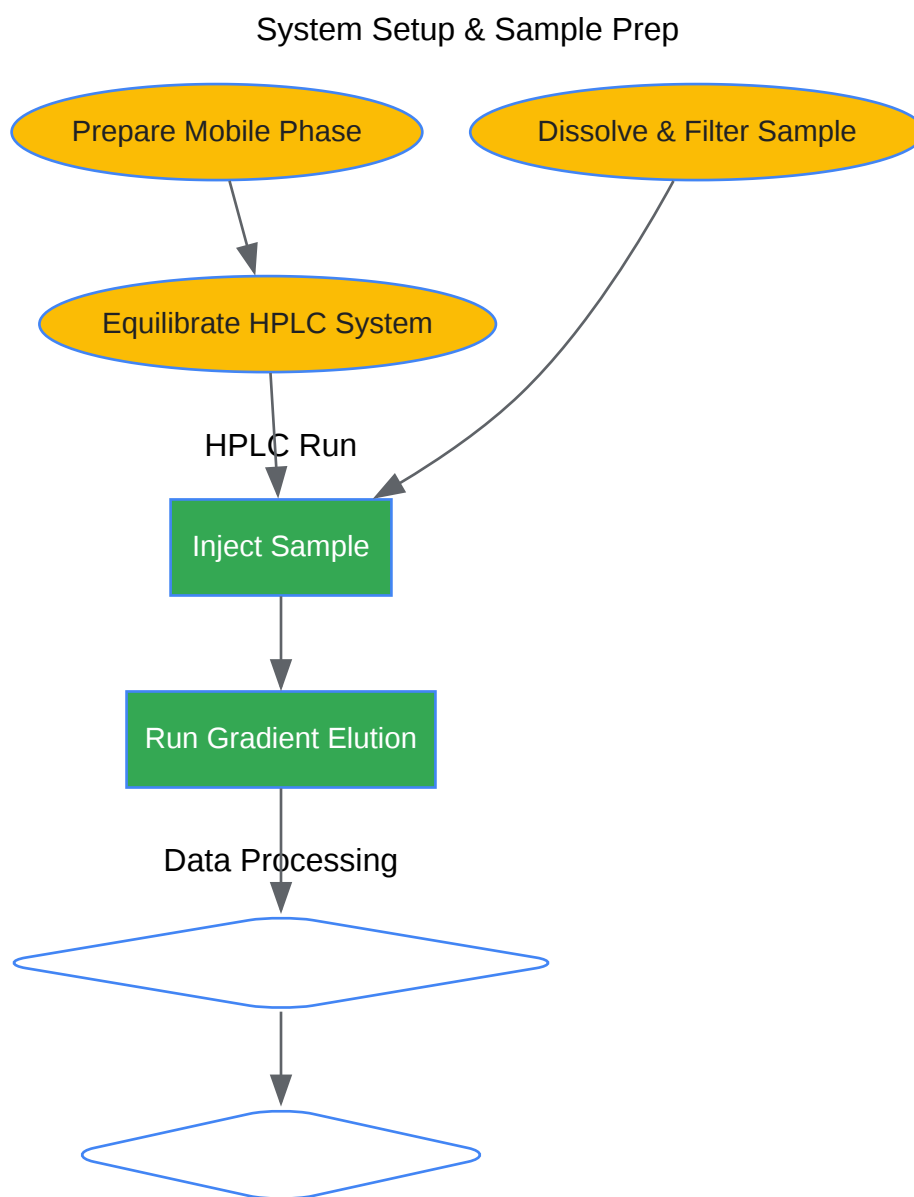 System Setup & Sample Prep
Prepare Mobile Phase
Dissolve & Filter Sample
Equilibrate HPLC System
HPLC Run
Inject Sample
Run Gradient Elution
Data Processing